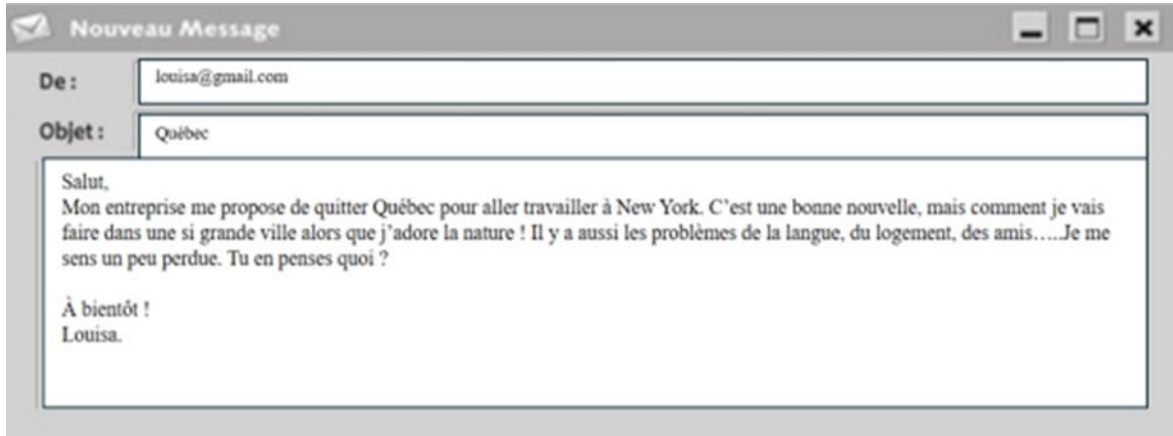 Nouveau Message
De :
louisa@gmail.com
Objet :
Québec
Salut,
Mon entreprise me propose de quitter Québec pour aller travailler à New York. C’est une bonne nouvelle, mais comment je vais
faire dans une si grande ville alors que j’adore la nature ! Il y a aussi les problèmes de la langue, du logement, des amis…..Je me
sens un peu perdue. Tu en penses quoi ?
À bientôt !
Louisa.